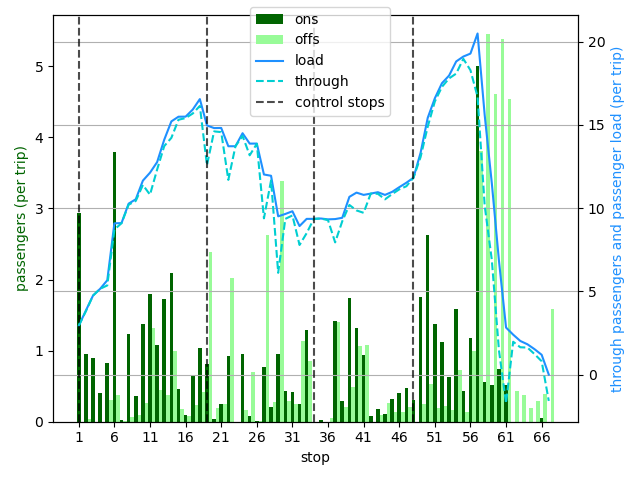 ons
offs
load
through
control stops
passengers (per trip)
5
4
3
2
1
0
20
15
10
5
0
through passengers and passenger load (per trip)
1 6 11 16 21 26 31 36 41 46 51 56 61 66
stop